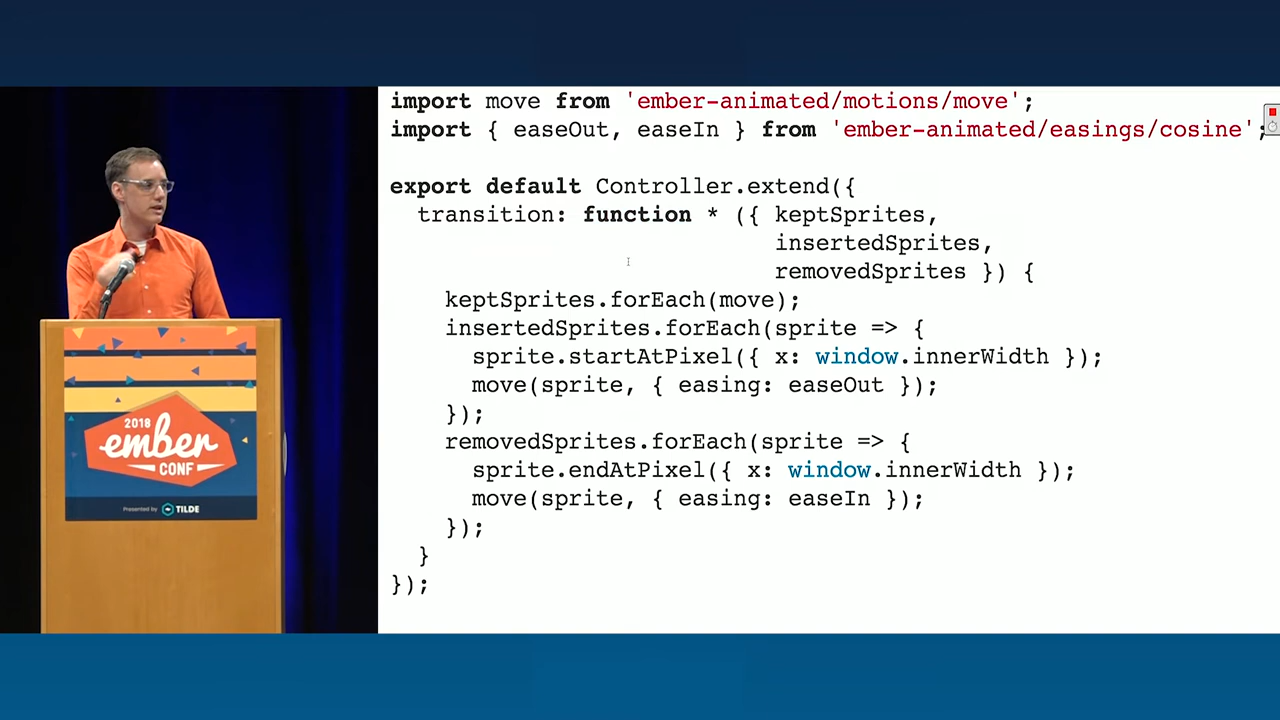 import move from 'ember-animated/motions/move';
import { easeOut, easeIn } from 'ember-animated/easings/cosine';
export default Controller.extend({
  transition: function * ({ keptSprites,
                            insertedSprites,
                            removedSprites }) {
    keptSprites.forEach(move);
    insertedSprites.forEach(sprite => {
      sprite.startAtPixel({ x: window.innerWidth });
      move(sprite, { easing: easeOut });
    });
    removedSprites.forEach(sprite => {
      sprite.endAtPixel({ x: window.innerWidth });
      move(sprite, { easing: easeIn });
    });
  }
});
2018
ember
CONF
Presented by TILDE